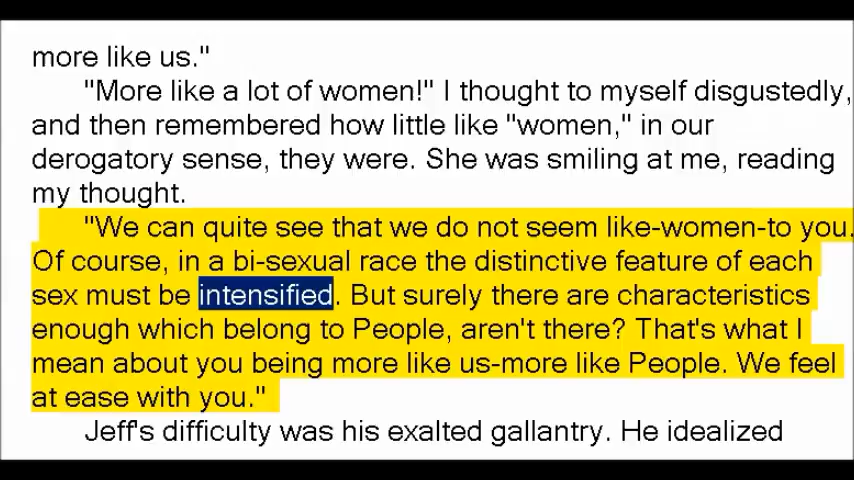 more like us."
"More like a lot of women!" I thought to myself disgustedly,
and then remembered how little like "women," in our
derogatory sense, they were. She was smiling at me, reading
my thought.
"We can quite see that we do not seem like-women-to you.
Of course, in a bi-sexual race the distinctive feature of each
sex must be intensified. But surely there are characteristics
enough which belong to People, aren't there? That's what I
mean about you being more like us-more like People. We feel
at ease with you."
Jeff's difficulty was his exalted gallantry. He idealized